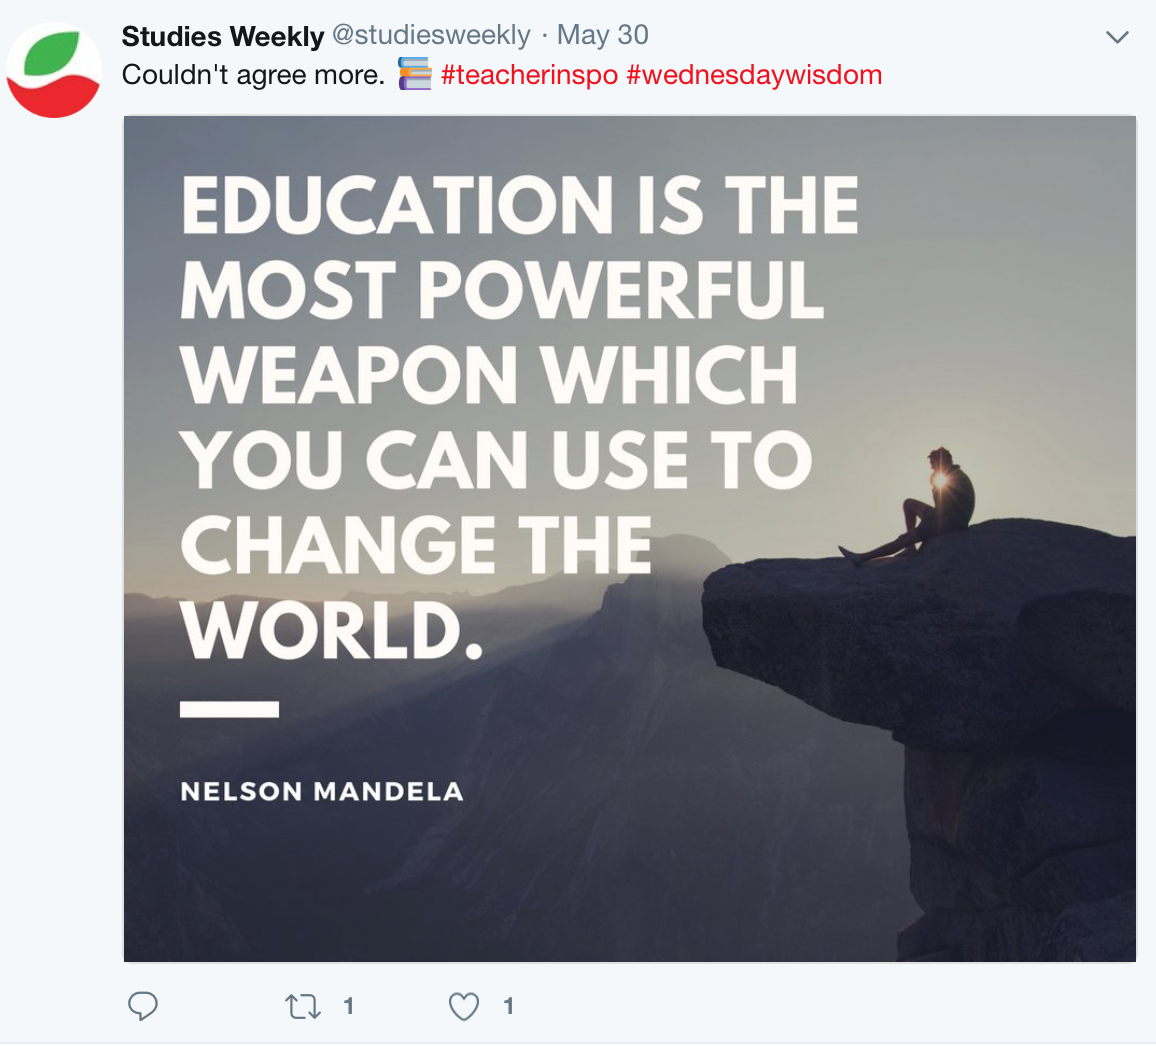 Studies Weekly @studiesweekly · May 30
Couldn't agree more. 📚 #teacherinspo #wednesdaywisdom
EDUCATION IS THE
MOST POWERFUL
WEAPON WHICH
YOU CAN USE TO
CHANGE THE
WORLD.
NELSON MANDELA
1 1